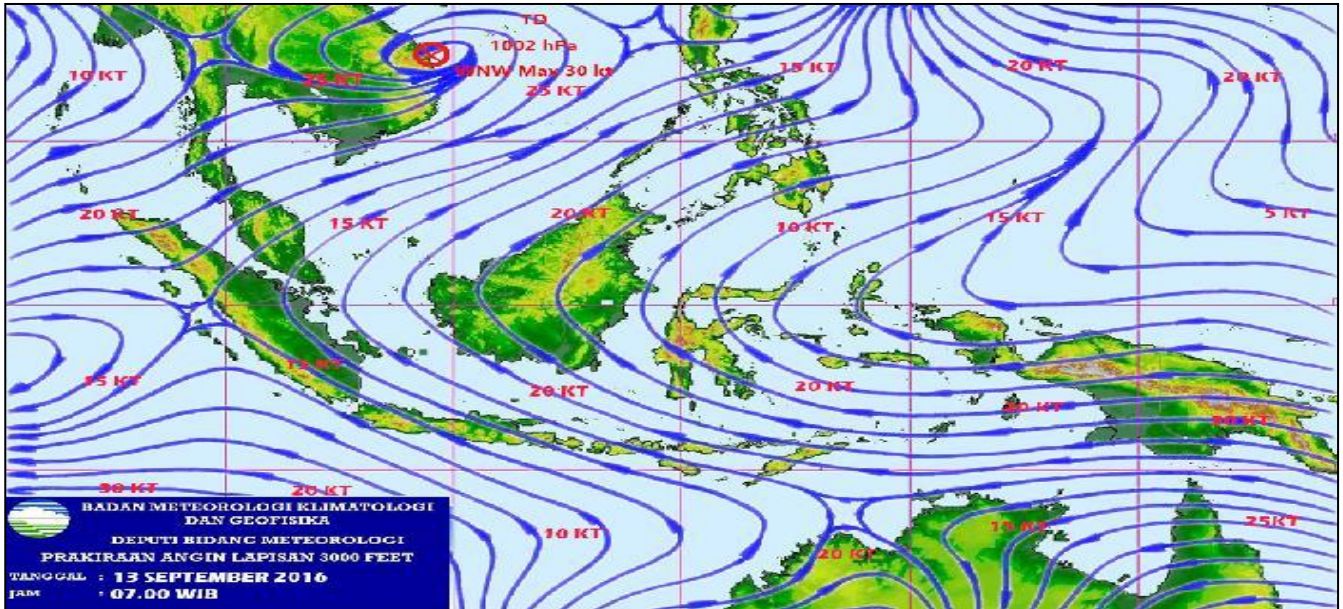 TD
1002 hPa
WNW Max 30 kt
10 KT
25 KT
25 KT
15 KT
20 KT
20 KT
20 KT
15 KT
20 KT
10 KT
15 KT
5 KT
15 KT
15 KT
20 KT
20 KT
20 KT
30 KT
20 KT
10 KT
20 KT
15 KT
25KT
BADAN METEOROLOGI KLIMATOLOGI
DAN GEOFISIKA
DEPUTI BIDANG METEOROLOGI
PRAKIRAAN ANGIN LAPISAN 3000 FEET
TANGGAL : 13 SEPTEMBER 2016
JAM : 07.00 WIB